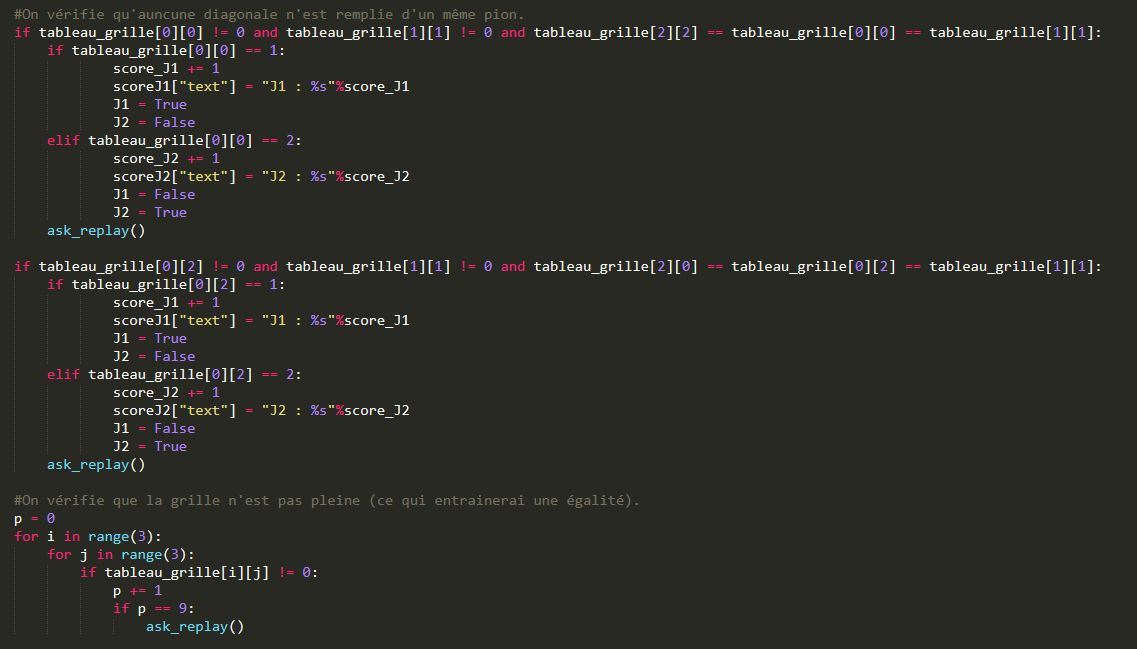 #On vérifie qu'auncune diagonale n'est remplie d'un même pion.
if tableau_grille[0][0] != 0 and tableau_grille[1][1] != 0 and tableau_grille[2][2] == tableau_grille[0][0] == tableau_grille[1][1]:
    if tableau_grille[0][0] == 1:
            score_J1 += 1
            scoreJ1["text"] = "J1 : %s"%score_J1
            J1 = True
            J2 = False
    elif tableau_grille[0][0] == 2:
            score_J2 += 1
            scoreJ2["text"] = "J2 : %s"%score_J2
            J1 = False
            J2 = True
    ask_replay()
if tableau_grille[0][2] != 0 and tableau_grille[1][1] != 0 and tableau_grille[2][0] == tableau_grille[0][2] == tableau_grille[1][1]:
    if tableau_grille[0][2] == 1:
            score_J1 += 1
            scoreJ1["text"] = "J1 : %s"%score_J1
            J1 = True
            J2 = False
    elif tableau_grille[0][2] == 2:
            score_J2 += 1
            scoreJ2["text"] = "J2 : %s"%score_J2
            J1 = False
            J2 = True
    ask_replay()
#On vérifie que la grille n'est pas pleine (ce qui entrainerai une égalité).
p = 0
for i in range(3):
    for j in range(3):
        if tableau_grille[i][j] != 0:
            p += 1
            if p == 9:
                ask_replay()